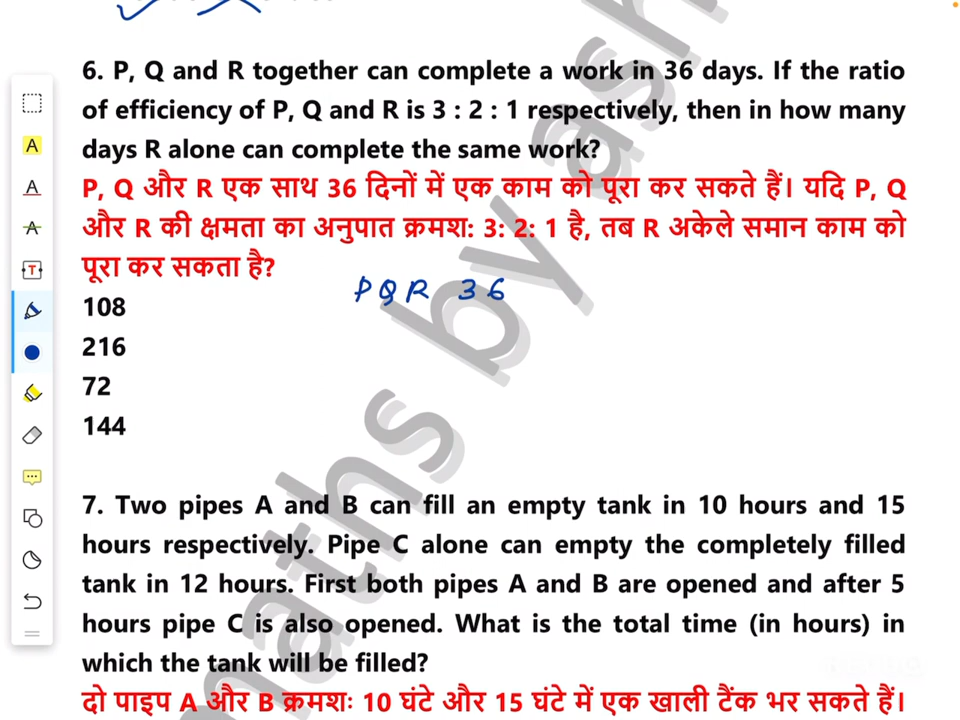 6. P, Q and R together can complete a work in 36 days. If the ratio
of efficiency of P, Q and R is 3 : 2 : 1 respectively, then in how many
days R alone can complete the same work?
P, Q और R एक साथ 36 दिनों में एक काम को पूरा कर सकते हैं। यदि P, Q
और R की क्षमता का अनुपात क्रमश: 3: 2: 1 है, तब R अकेले समान काम को
पूरा कर सकता है?
PQR 36
108
216
72
144
7. Two pipes A and B can fill an empty tank in 10 hours and 15
hours respectively. Pipe C alone can empty the completely filled
tank in 12 hours. First both pipes A and B are opened and after 5
hours pipe C is also opened. What is the total time (in hours) in
which the tank will be filled?
दो पाइप A और B क्रमशः 10 घंटे और 15 घंटे में एक खाली टैंक भर सकते हैं।
maths by ash